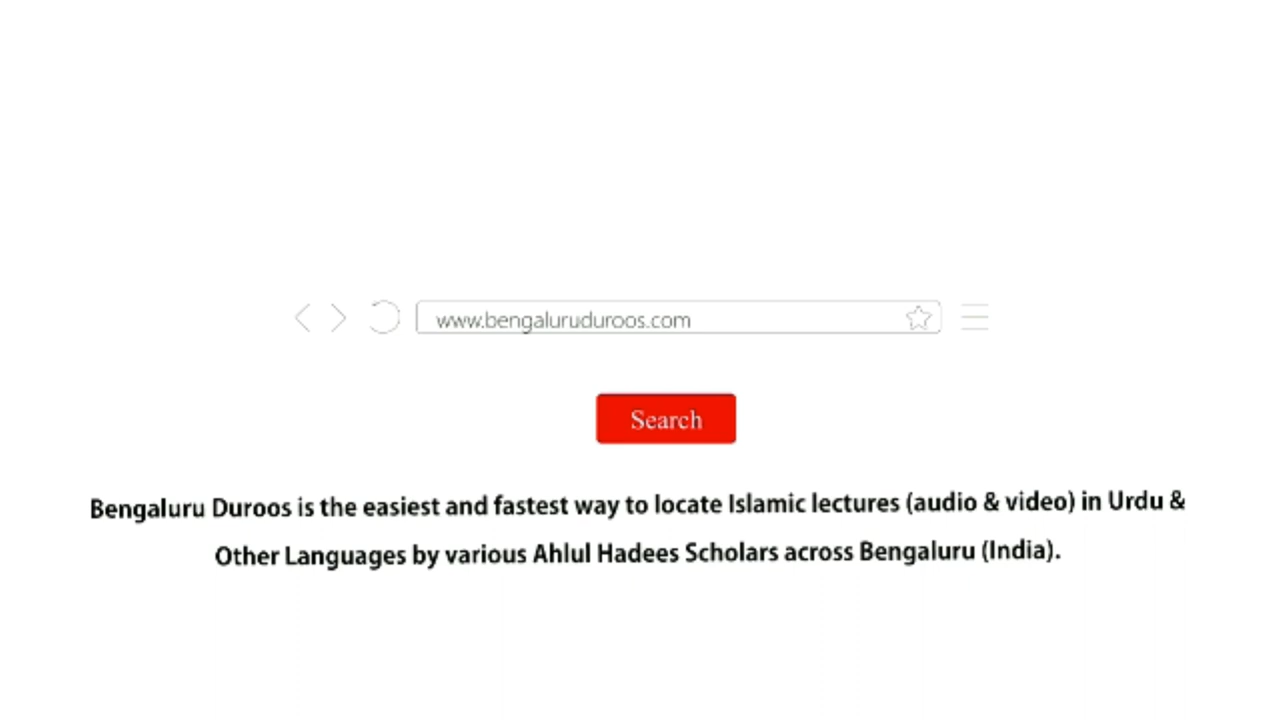 www.bengaluruduroos.com
Search
Bengaluru Duroos is the easiest and fastest way to locate Islamic lectures (audio & video) in Urdu &
Other Languages by various Ahlul Hadees Scholars across Bengaluru (India).